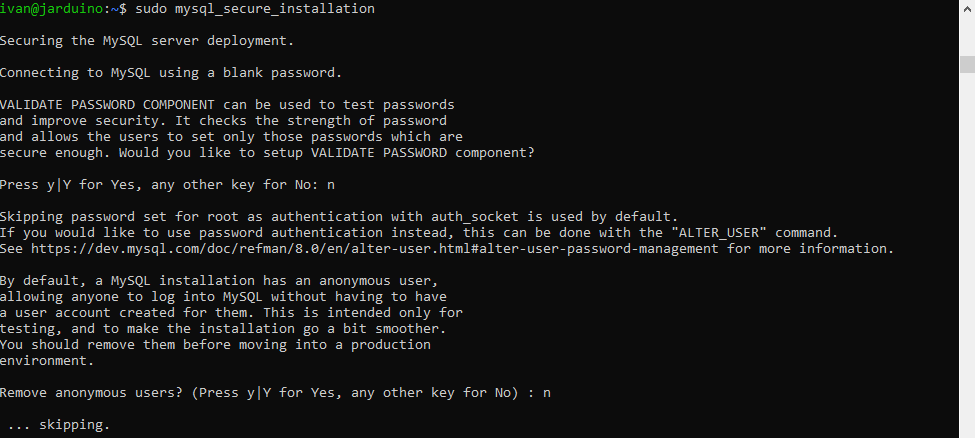 ivan@jarduino:~$ sudo mysql_secure_installation
Securing the MySQL server deployment.
Connecting to MySQL using a blank password.
VALIDATE PASSWORD COMPONENT can be used to test passwords
and improve security. It checks the strength of password
and allows the users to set only those passwords which are
secure enough. Would you like to setup VALIDATE PASSWORD component?
Press y|Y for Yes, any other key for No: n
Skipping password set for root as authentication with auth_socket is used by default.
If you would like to use password authentication instead, this can be done with the "ALTER_USER" command.
See https://dev.mysql.com/doc/refman/8.0/en/alter-user.html#alter-user-password-management for more information.
By default, a MySQL installation has an anonymous user,
allowing anyone to log into MySQL without having to have
a user account created for them. This is intended only for
testing, and to make the installation go a bit smoother.
You should remove them before moving into a production
environment.
Remove anonymous users? (Press y|Y for Yes, any other key for No) : n
... skipping.